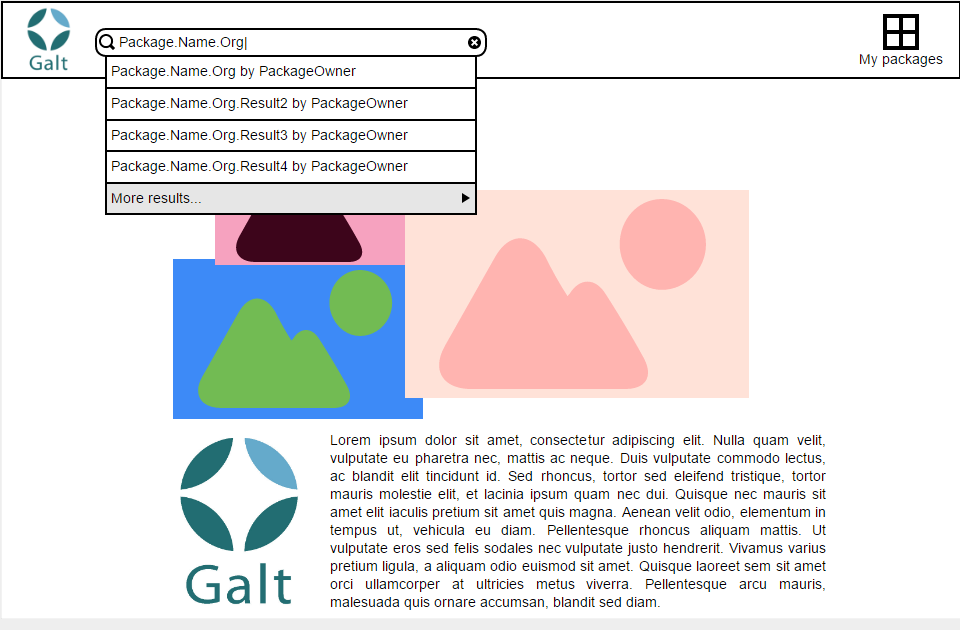 Galt
Package.Name.Org|
My packages
Package.Name.Org by PackageOwner
Package.Name.Org.Result2 by PackageOwner
Package.Name.Org.Result3 by PackageOwner
Package.Name.Org.Result4 by PackageOwner
More results...
Lorem ipsum dolor sit amet, consectetur adipiscing elit. Nulla quam velit,
vulputate eu pharetra nec, mattis ac neque. Duis vulputate commodo lectus,
ac blandit elit tincidunt id. Sed rhoncus, tortor sed eleifend tristique, tortor
mauris molestie elit, et lacinia ipsum quam nec dui. Quisque nec mauris sit
amet elit iaculis pretium sit amet quis magna. Aenean velit odio, elementum in
tempus ut, vehicula eu diam. Pellentesque rhoncus aliquam mattis. Ut
vulputate eros sed felis sodales nec vulputate justo hendrerit. Vivamus varius
pretium ligula, a aliquam odio euismod sit amet. Quisque laoreet sem sit amet
orci ullamcorper at ultricies metus viverra. Pellentesque arcu mauris,
malesuada quis ornare accumsan, blandit sed diam.
Galt